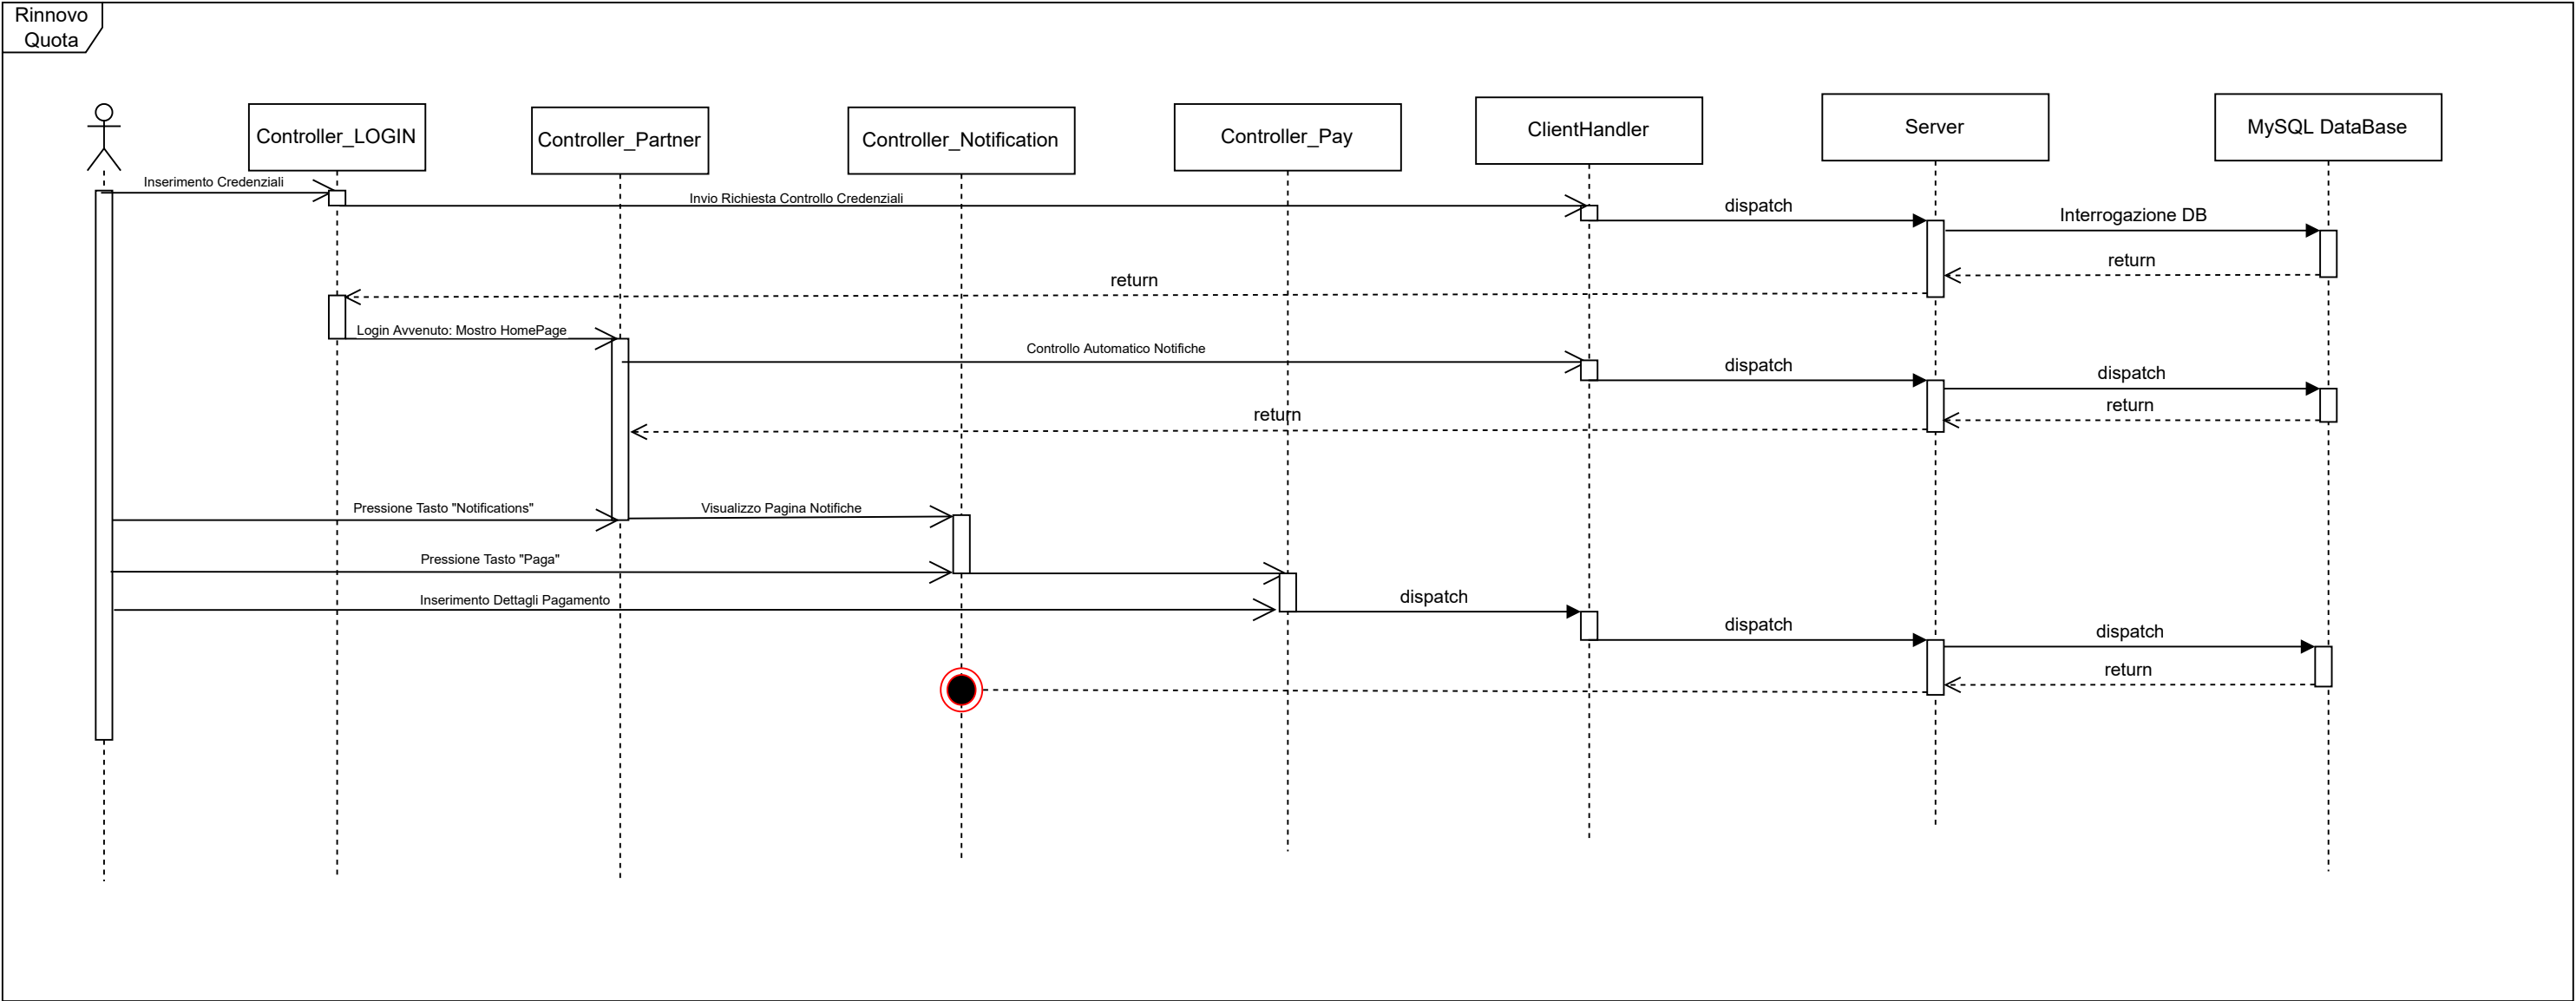 Rinnovo
Quota
Controller_LOGIN
Controller_Partner
Controller_Notification
Controller_Pay
ClientHandler
Server
MySQL DataBase
Inserimento Credenziali
Invio Richiesta Controllo Credenziali
dispatch
Interrogazione DB
return
return
Login Avvenuto: Mostro HomePage
Controllo Automatico Notifiche
dispatch
dispatch
return
return
Pressione Tasto "Notifications"
Visualizzo Pagina Notifiche
Pressione Tasto "Paga"
Inserimento Dettagli Pagamento
dispatch
dispatch
dispatch
return